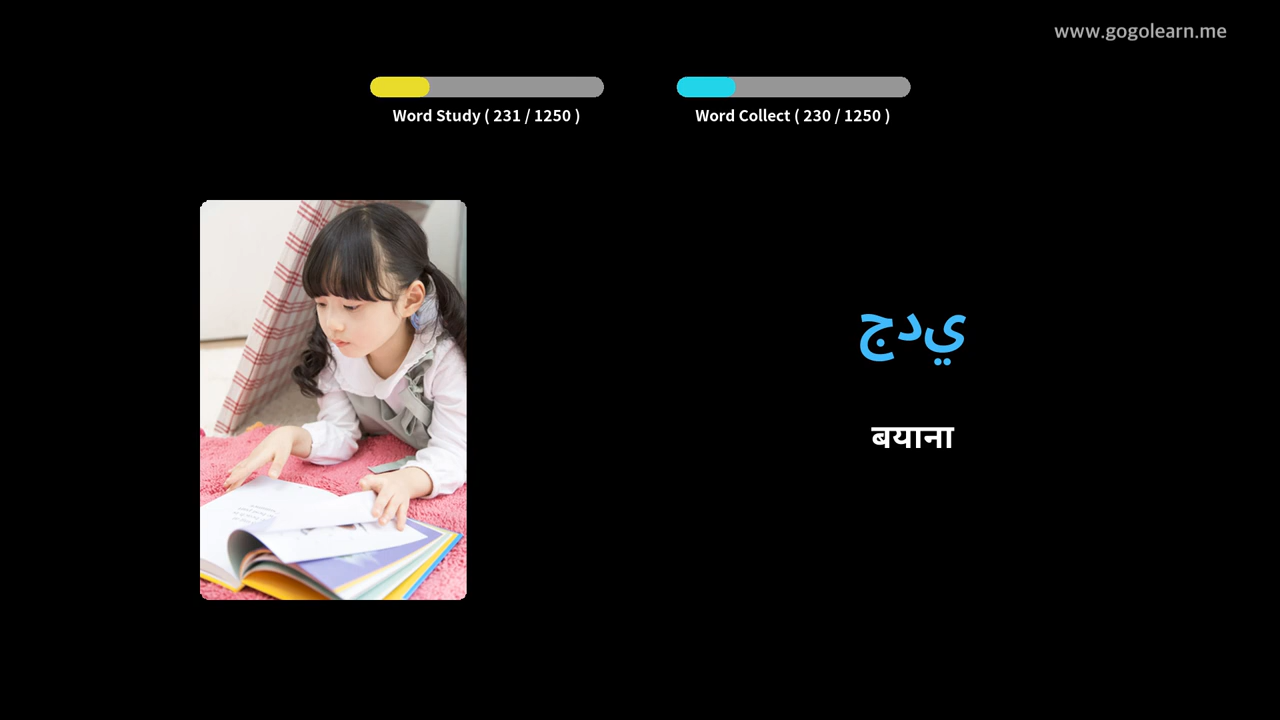 www.gogolearn.me
Word Study ( 231 / 1250 )
Word Collect ( 230 / 1250 )
جدي
बयाना